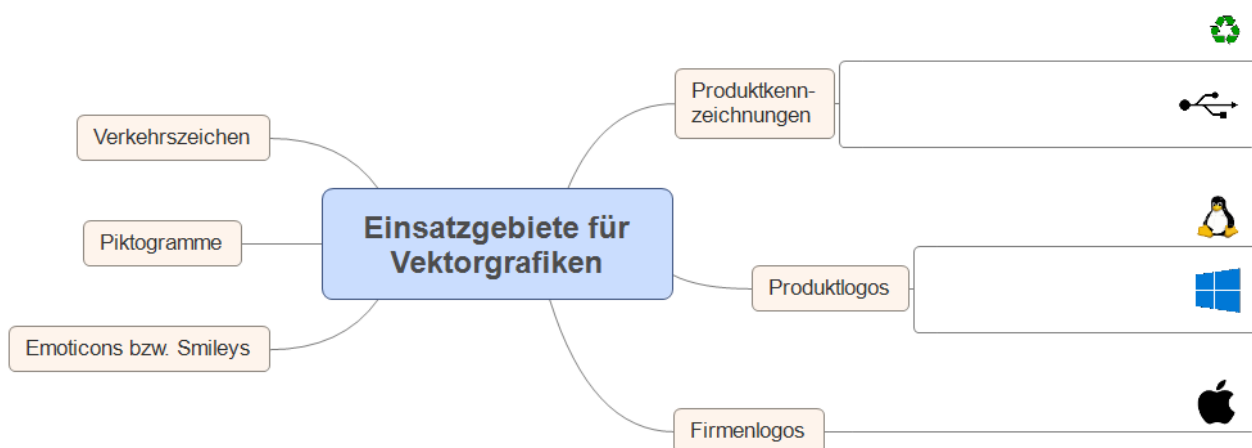 Einsatzgebiete für
Vektorgrafiken
Verkehrszeichen
Piktogramme
Emoticons bzw. Smileys
Produktkenn-
zeichnungen
Produktlogos
Firmenlogos